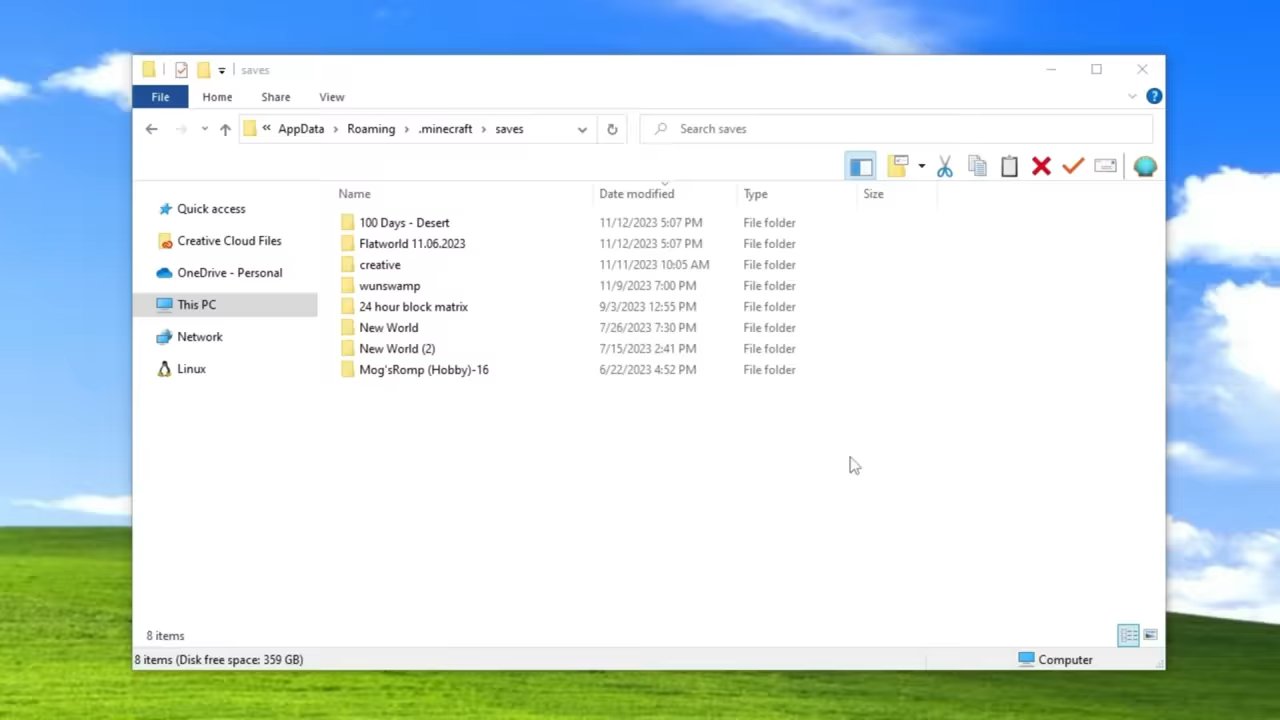 saves
File Home Share View
« AppData › Roaming › .minecraft › saves Search saves
Name Date modified Type Size
Quick access
Creative Cloud Files
OneDrive - Personal
This PC
Network
Linux
100 Days - Desert 11/12/2023 5:07 PM File folder
Flatworld 11.06.2023 11/12/2023 5:07 PM File folder
creative 11/11/2023 10:05 AM File folder
wunswamp 11/9/2023 7:00 PM File folder
24 hour block matrix 9/3/2023 12:55 PM File folder
New World 7/26/2023 7:30 PM File folder
New World (2) 7/15/2023 2:41 PM File folder
Mog'sRomp (Hobby)-16 6/22/2023 4:52 PM File folder
8 items
8 items (Disk free space: 359 GB) Computer